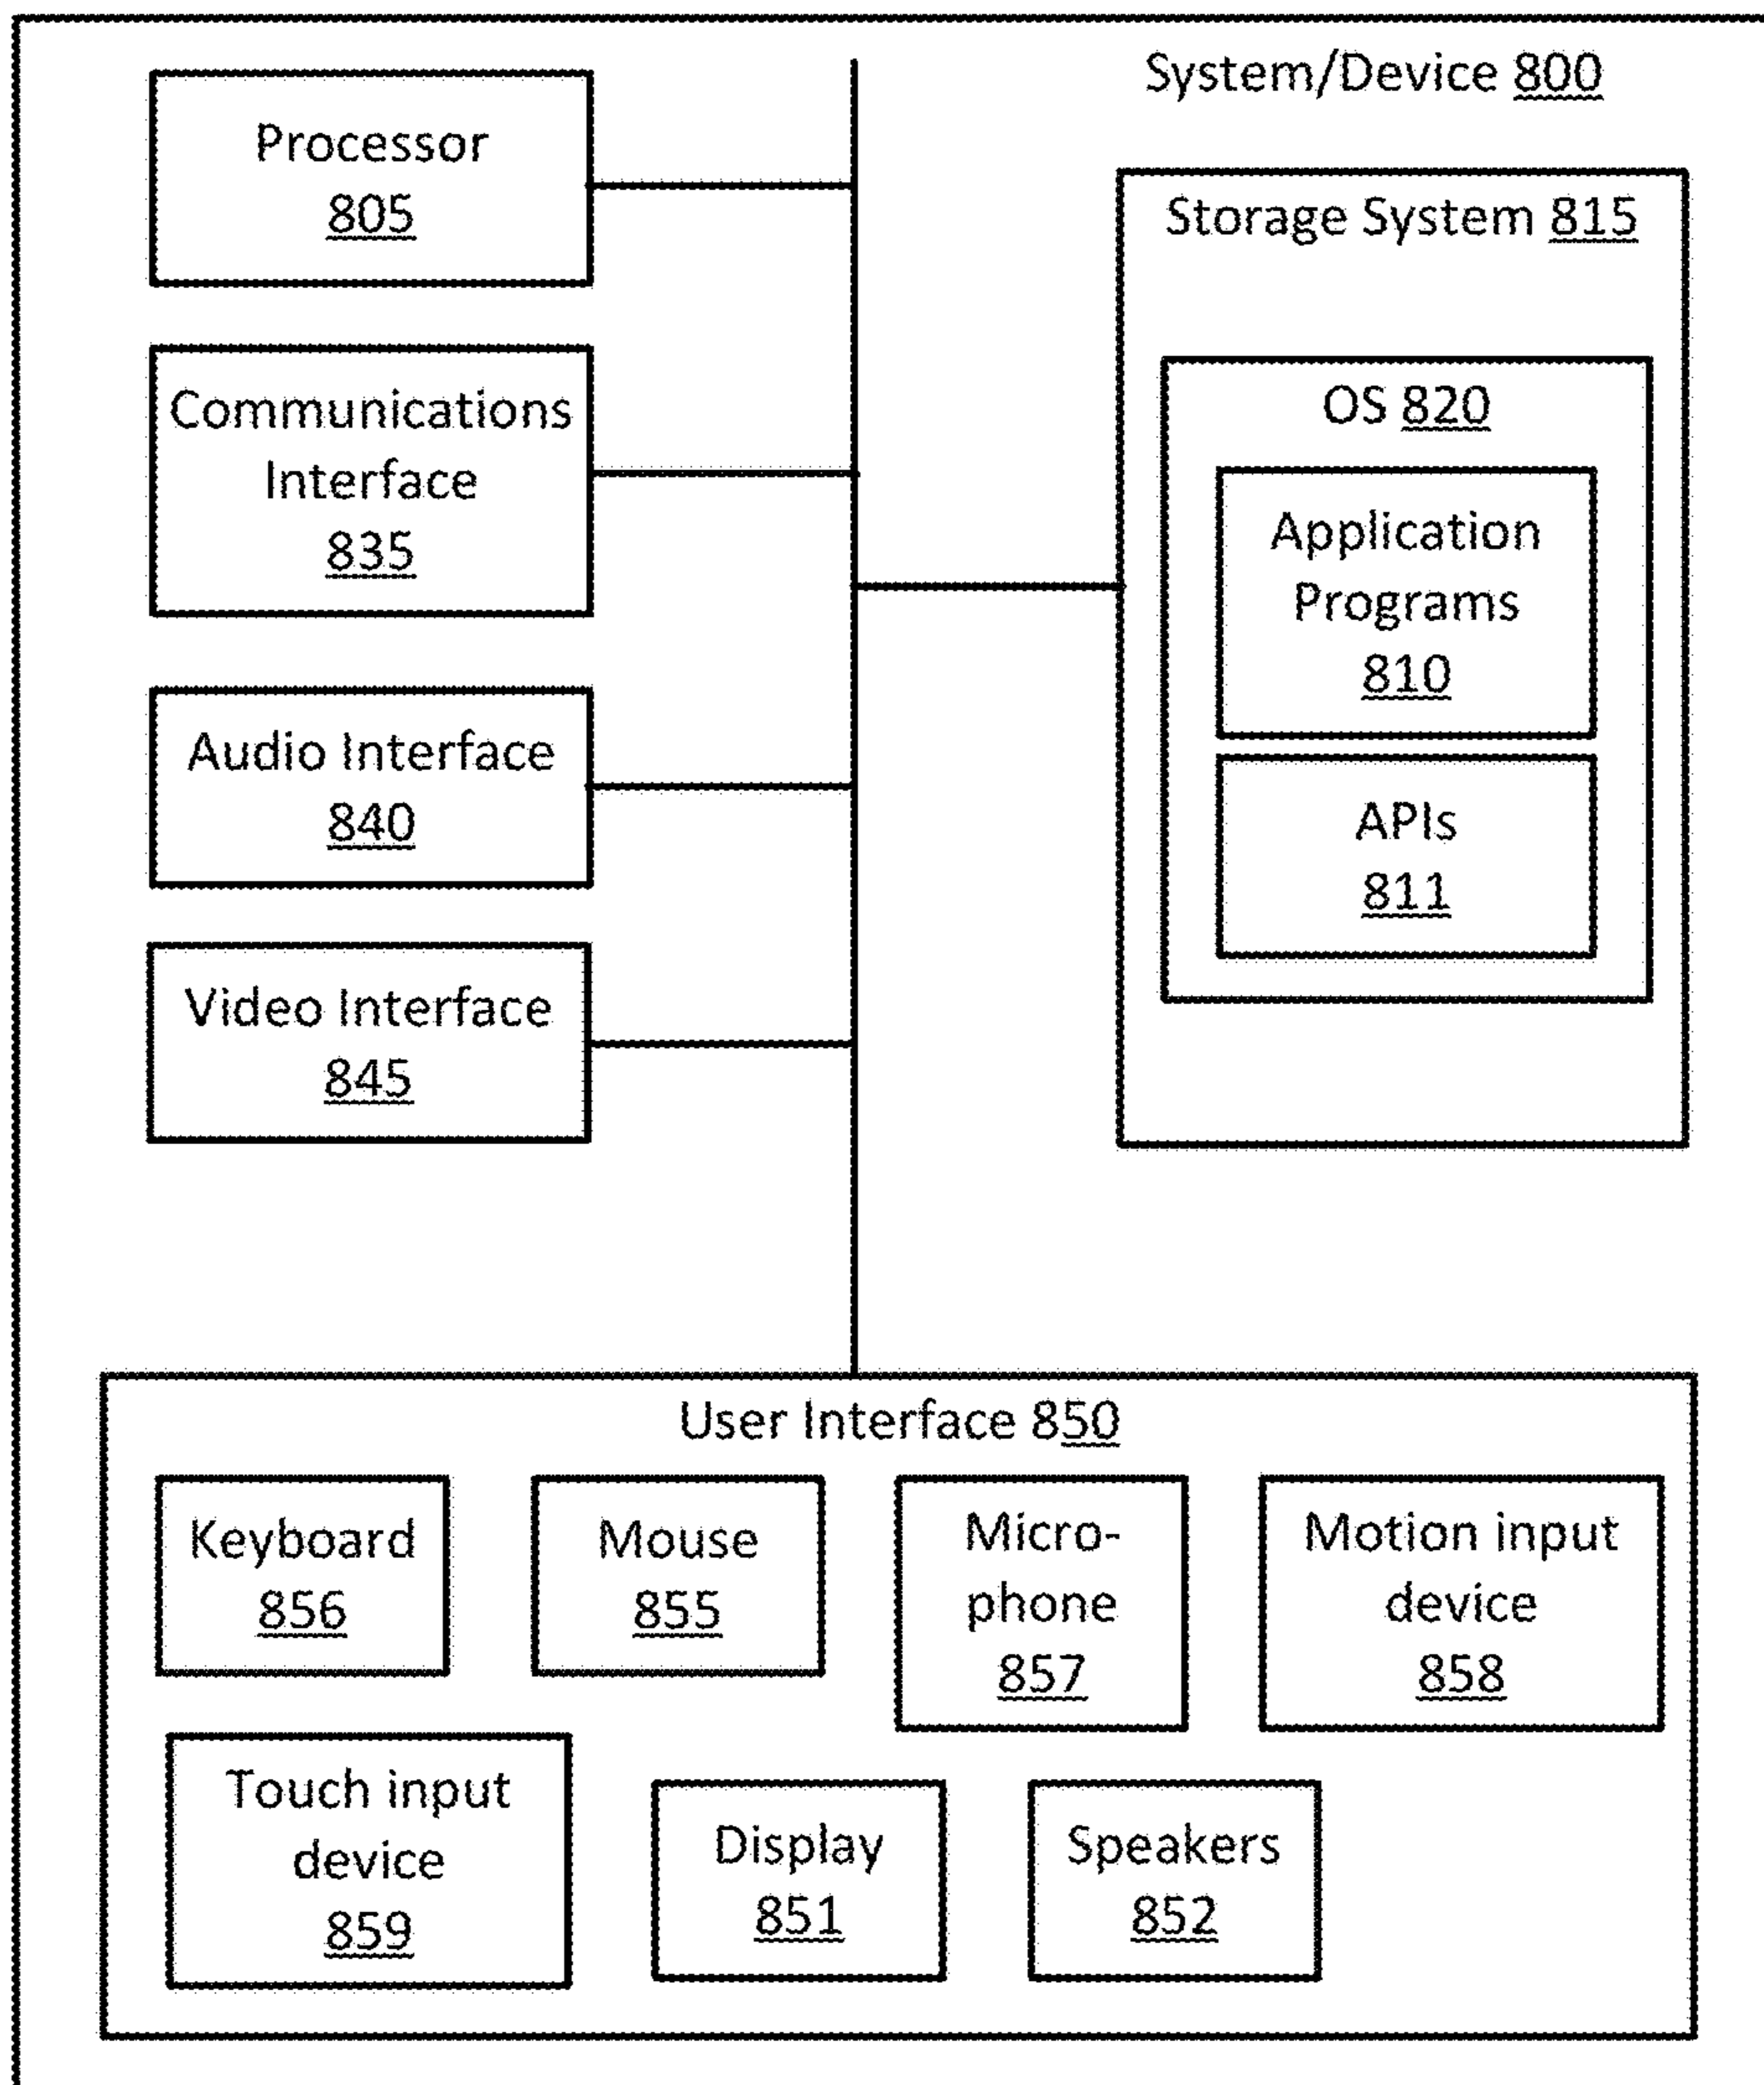 System/Device 800
Processor
805
Communications
Interface
835
Audio Interface
840
Video Interface
845
Storage System 815
OS 820
Application
Programs
810
APIs
811
User Interface 850
Keyboard
856
Mouse
855
Micro-
phone
857
Motion input
device
858
Touch input
device
859
Display
851
Speakers
852